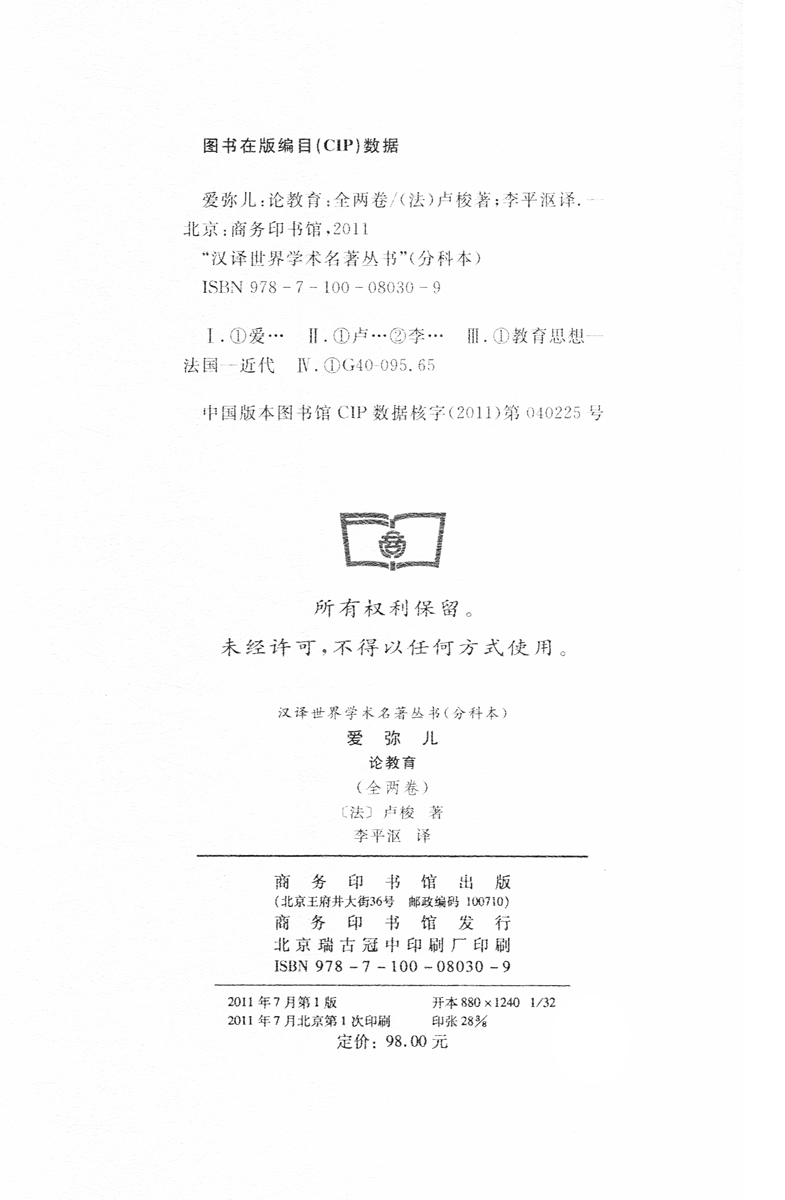 图书在版编目(CIP)数据
爱弥儿:论教育:全两卷/(法)卢梭著;李平沤译.—
北京:商务印书馆,2011
“汉译世界学术名著丛书”(分科本)
ISBN 978-7-100-08030-9
Ⅰ.①爱… Ⅱ.①卢…②李… Ⅲ.①教育思想—
法国—近代 Ⅳ.①G40-095.65
中国版本图书馆CIP数据核字(2011)第040225号
商
所有权利保留。
未经许可,不得以任何方式使用。
汉译世界学术名著丛书(分科本)
爱弥儿
论教育
(全两卷)
〔法〕卢梭 著
李平沤 译
商务印书馆出版
(北京王府井大街36号 邮政编码 100710)
商务印书馆发行
北京瑞古冠中印刷厂印刷
ISBN 978-7-100-08030-9
2011年7月第1版 开本 880×1240 1/32
2011年7月北京第1次印刷 印张 28⅜
定价: 98.00元